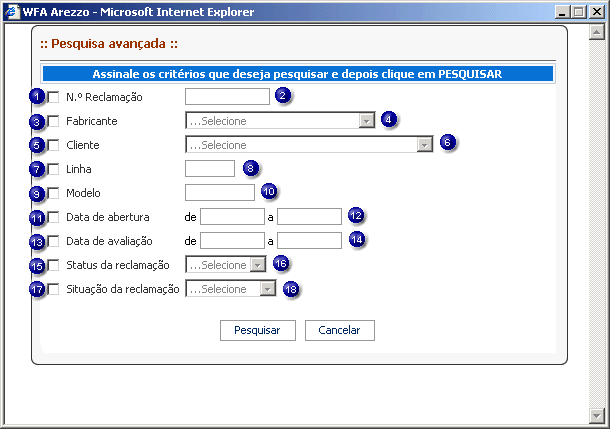 WFA Arezzo - Microsoft Internet Explorer
:: Pesquisa avançada ::
Assinale os critérios que deseja pesquisar e depois clique em PESQUISAR
1 N.º Reclamação 2
3 Fabricante ...Selecione 4
5 Cliente ...Selecione 6
7 Linha 8
9 Modelo 10
11 Data de abertura de a 12
13 Data de avaliação de a 14
15 Status da reclamação ...Selecione 16
17 Situação da reclamação ...Selecione 18
Pesquisar Cancelar